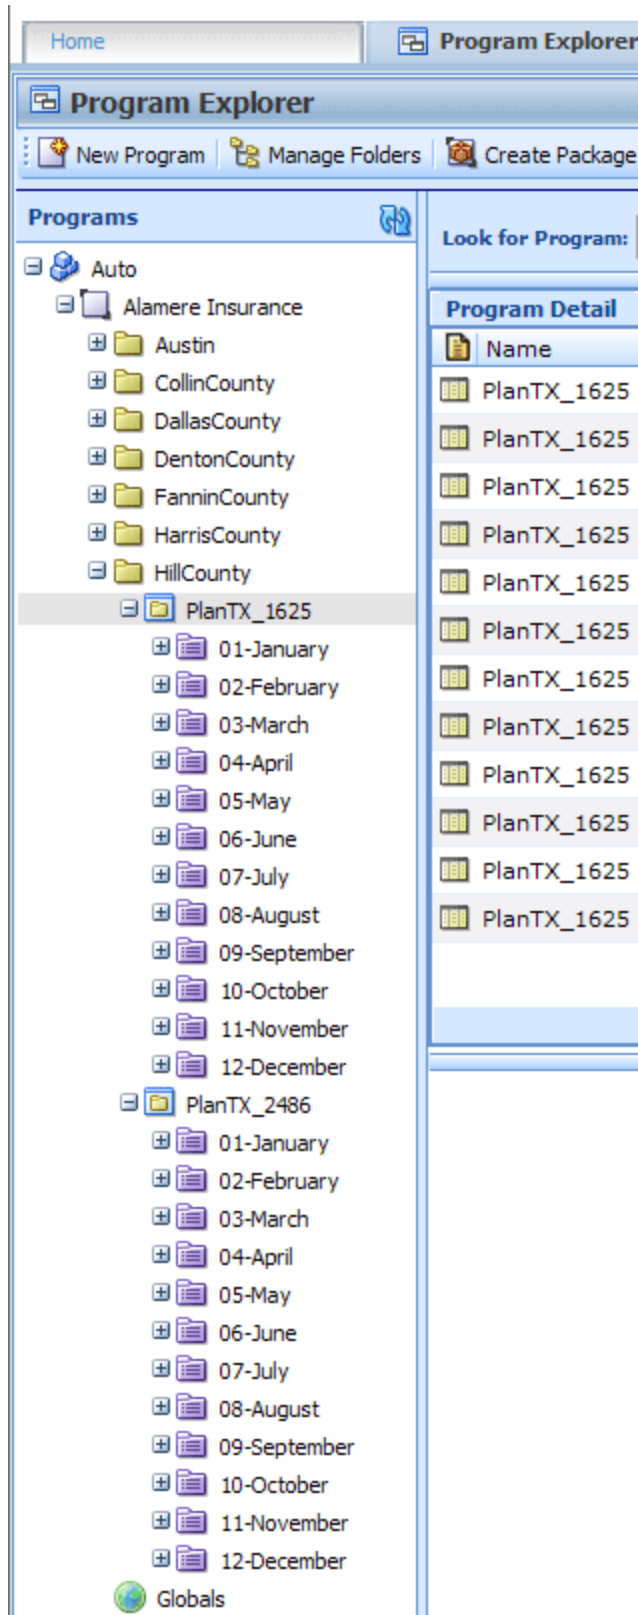 Home
Program Explorer
Program Explorer
New Program
Manage Folders
Create Package
Programs
Auto
Alamere Insurance
Austin
CollinCounty
DallasCounty
DentonCounty
FanninCounty
HarrisCounty
HillCounty
PlanTX_1625
01-January
02-February
03-March
04-April
05-May
06-June
07-July
08-August
09-September
10-October
11-November
12-December
PlanTX_2486
01-January
02-February
03-March
04-April
05-May
06-June
07-July
08-August
09-September
10-October
11-November
12-December
Globals
Look for Program:
Program Detail
Name
PlanTX_1625
PlanTX_1625
PlanTX_1625
PlanTX_1625
PlanTX_1625
PlanTX_1625
PlanTX_1625
PlanTX_1625
PlanTX_1625
PlanTX_1625
PlanTX_1625
PlanTX_1625